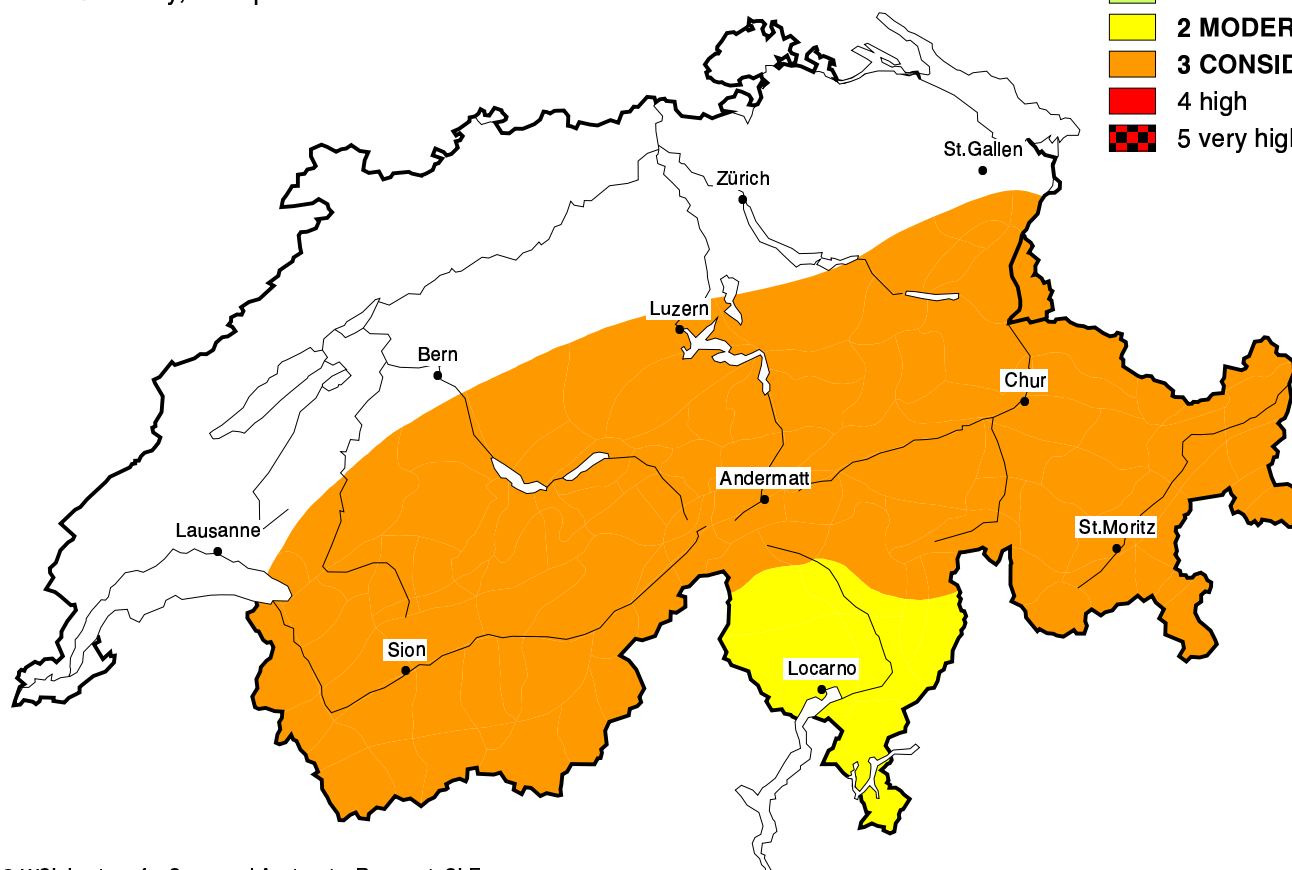 2 MODER
3 CONSID
4 high
5 very high
St.Gallen
Zürich
Luzern
Bern
Chur
Andermatt
Lausanne
St.Moritz
Sion
Locarno